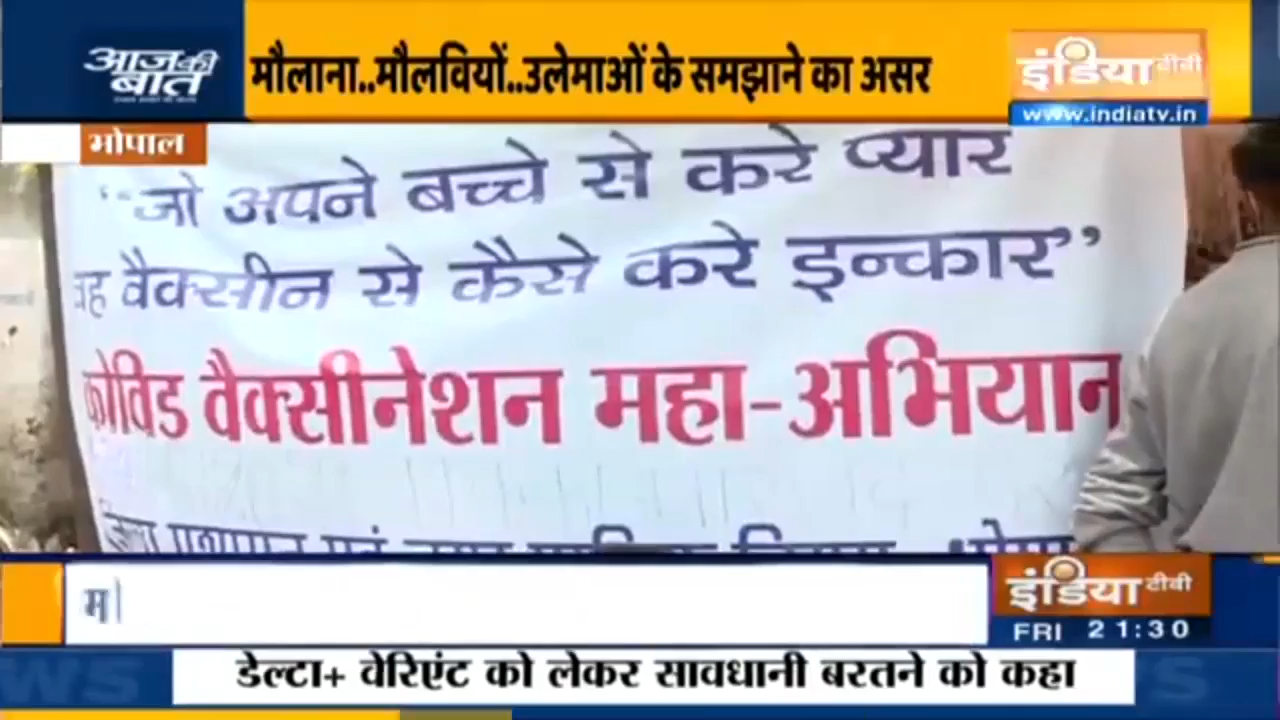 आज की बात
मौलाना..मौलवियों..उलेमाओं के समझाने का असर
इंडिया टीवी
www.indiatv.in
भोपाल
"जो अपने बच्चे से करे प्यार
वह वैक्सीन से कैसे करे इन्कार"
कोविड वैक्सीनेशन महा-अभियान
म
इंडिया टीवी
FRI 21:30
डेल्टा+ वेरिएंट को लेकर सावधानी बरतने को कहा